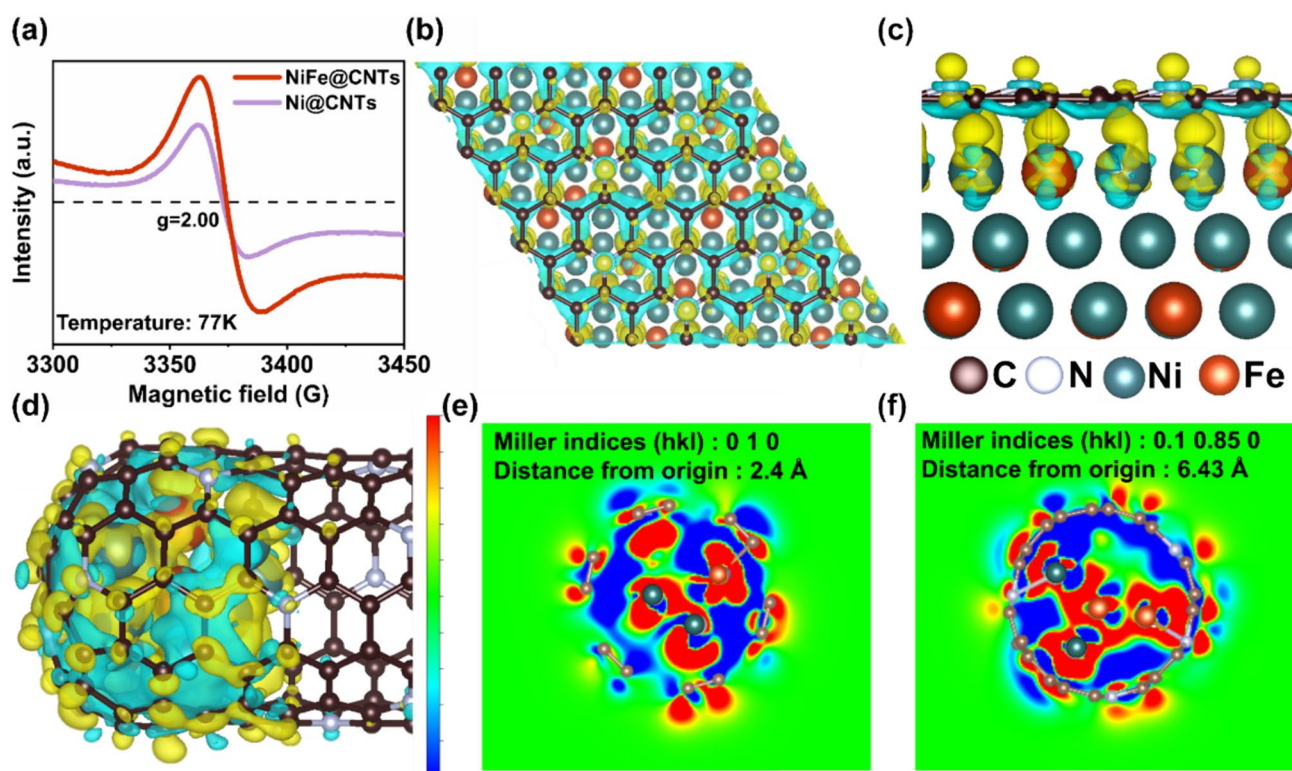 (a)
NiFe@CNTs
Ni@CNTs
g=2.00
Temperature: 77K
Intensity (a.u.)
3300 3350 3400 3450
Magnetic field (G)
(b)
(c)
C N Ni Fe
(d)
(e)
Miller indices (hkl) : 0 1 0
Distance from origin : 2.4 Å
(f)
Miller indices (hkl) : 0.1 0.85 0
Distance from origin : 6.43 Å